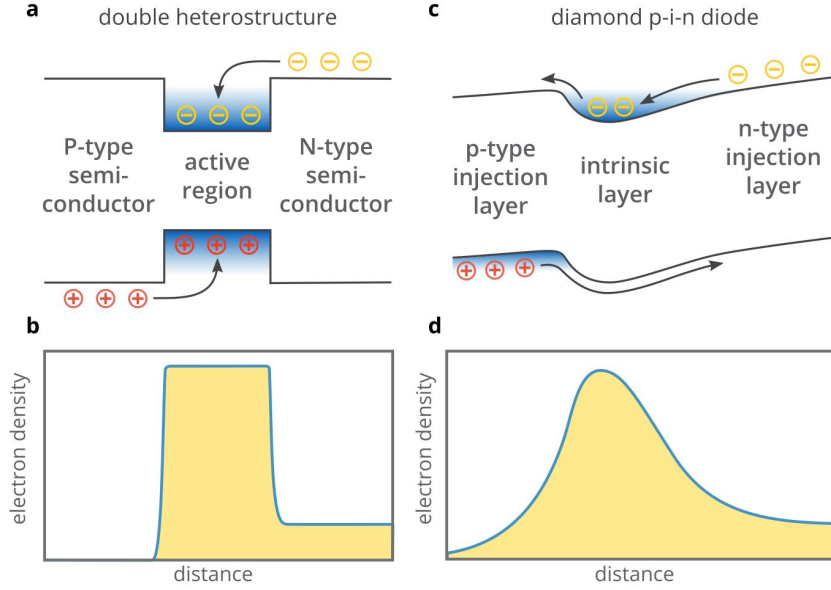 a
double heterostructure
P-type
semi-
conductor
active
region
N-type
semi-
conductor
b
electron density
distance
c
diamond p-i-n diode
p-type
injection
layer
intrinsic
layer
n-type
injection
layer
d
electron density
distance